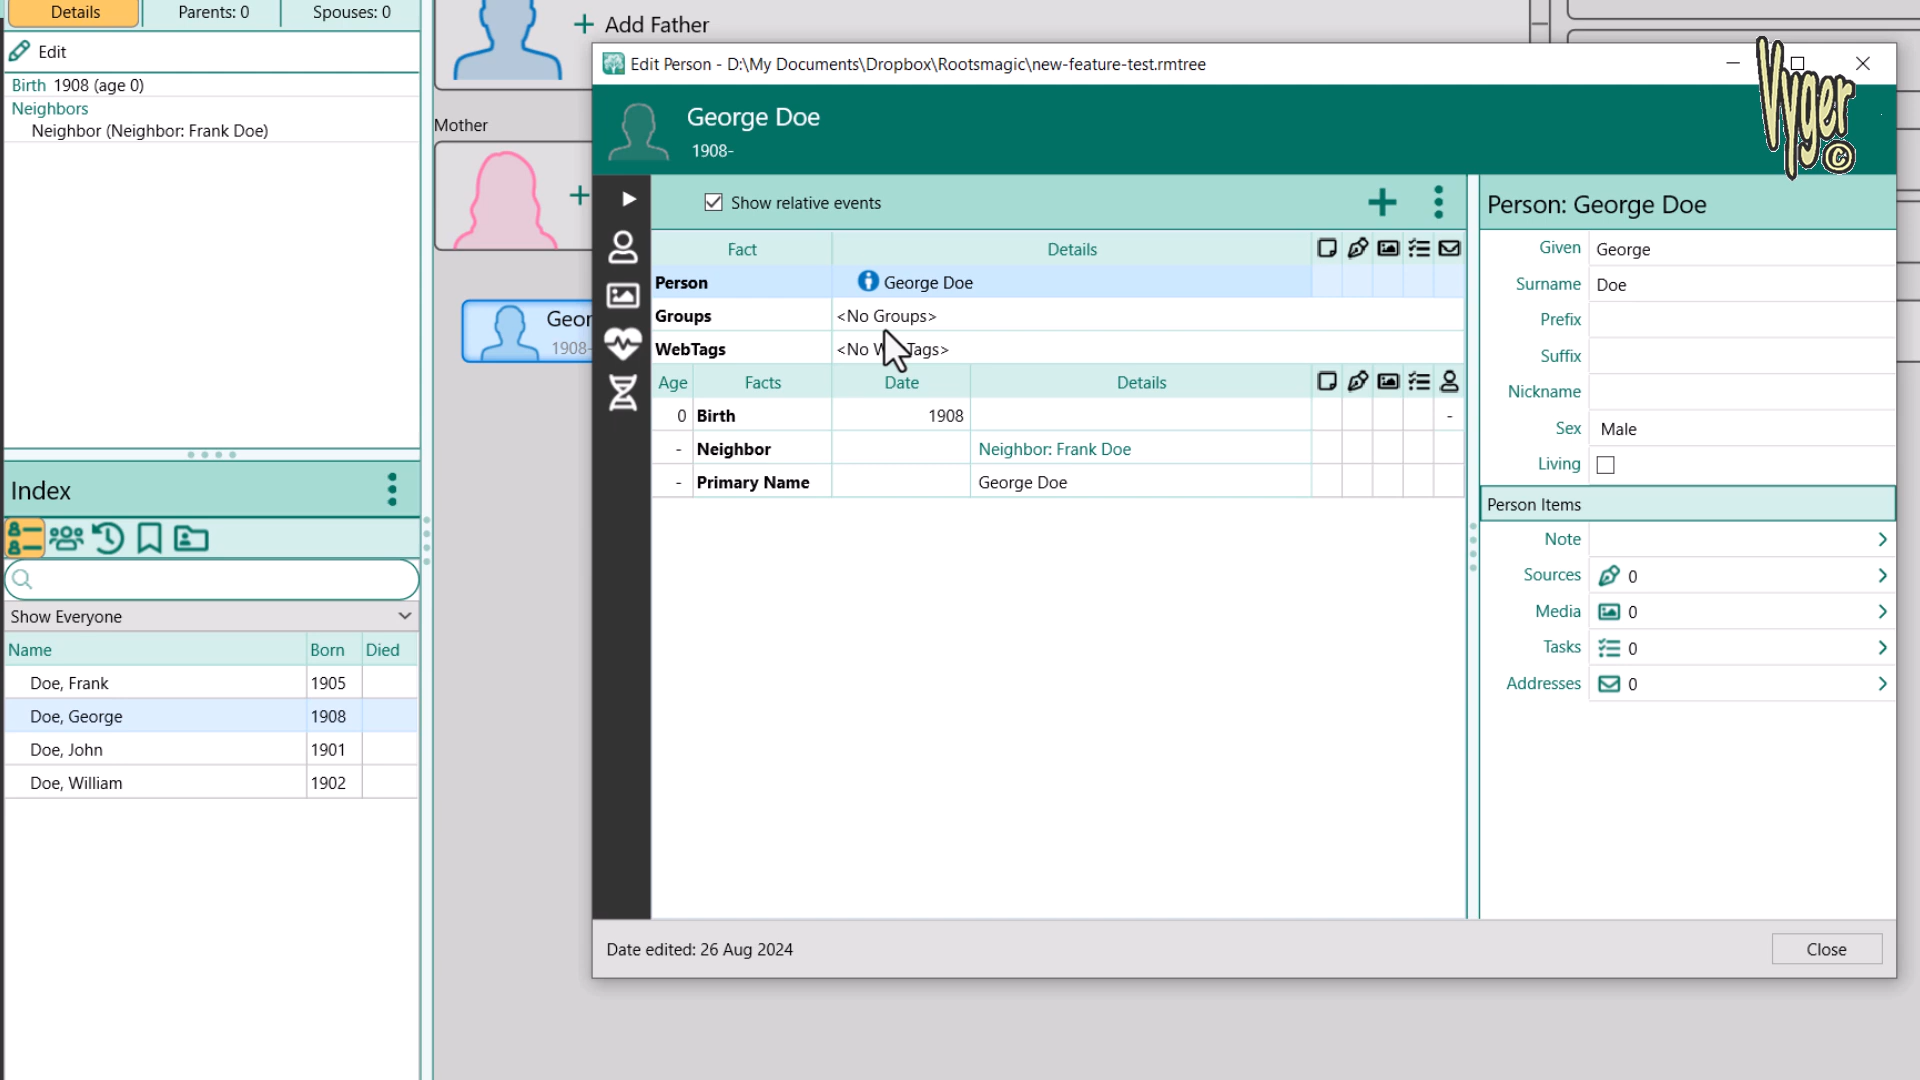 Details
Parents: 0
Spouses: 0
Edit
Birth 1908 (age 0)
Neighbors
Neighbor (Neighbor: Frank Doe)
Index
Show Everyone
Name Born Died
Doe, Frank 1905
Doe, George 1908
Doe, John 1901
Doe, William 1902
+ Add Father
Mother
+
Geor
1908-
Edit Person - D:\My Documents\Dropbox\Rootsmagic\new-feature-test.rmtree
Vyger ©
George Doe
1908-
Show relative events
Fact Details
Person George Doe
Groups <No Groups>
WebTags <No W Tags>
Age Facts Date Details
0 Birth 1908 -
- Neighbor Neighbor: Frank Doe
- Primary Name George Doe
Person: George Doe
Given George
Surname Doe
Prefix
Suffix
Nickname
Sex Male
Living
Person Items
Note
Sources 0
Media 0
Tasks 0
Addresses 0
Date edited: 26 Aug 2024
Close